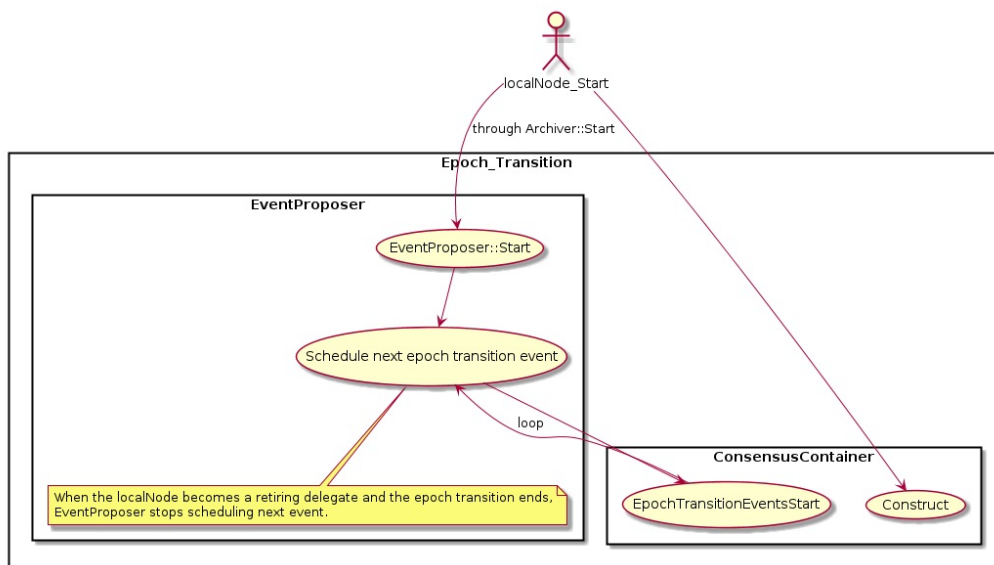 localNode_Start
through Archiver::Start
Epoch_Transition
EventProposer
EventProposer::Start
Schedule next epoch transition event
loop
ConsensusContainer
EpochTransitionEventsStart
Construct
When the localNode becomes a retiring delegate and the epoch transition ends,
EventProposer stops scheduling next event.